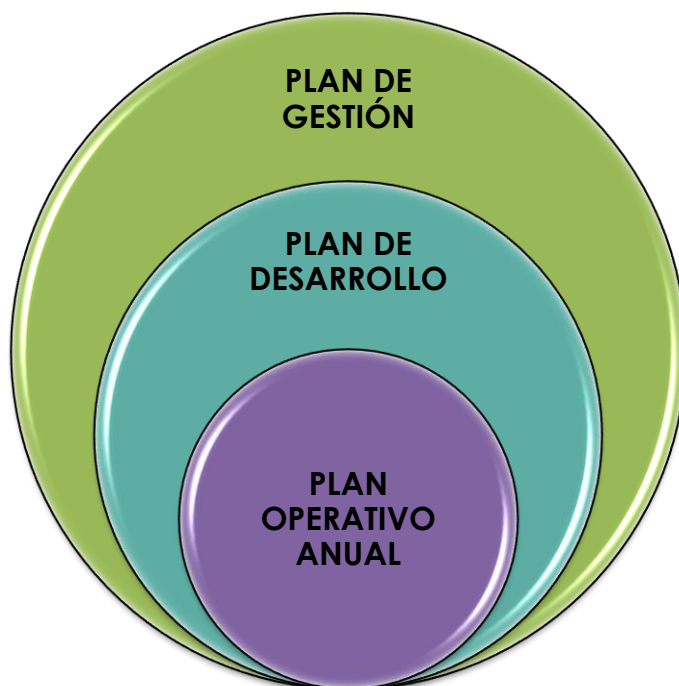 PLAN DE
GESTIÓN
PLAN DE
DESARROLLO
PLAN
OPERATIVO
ANUAL